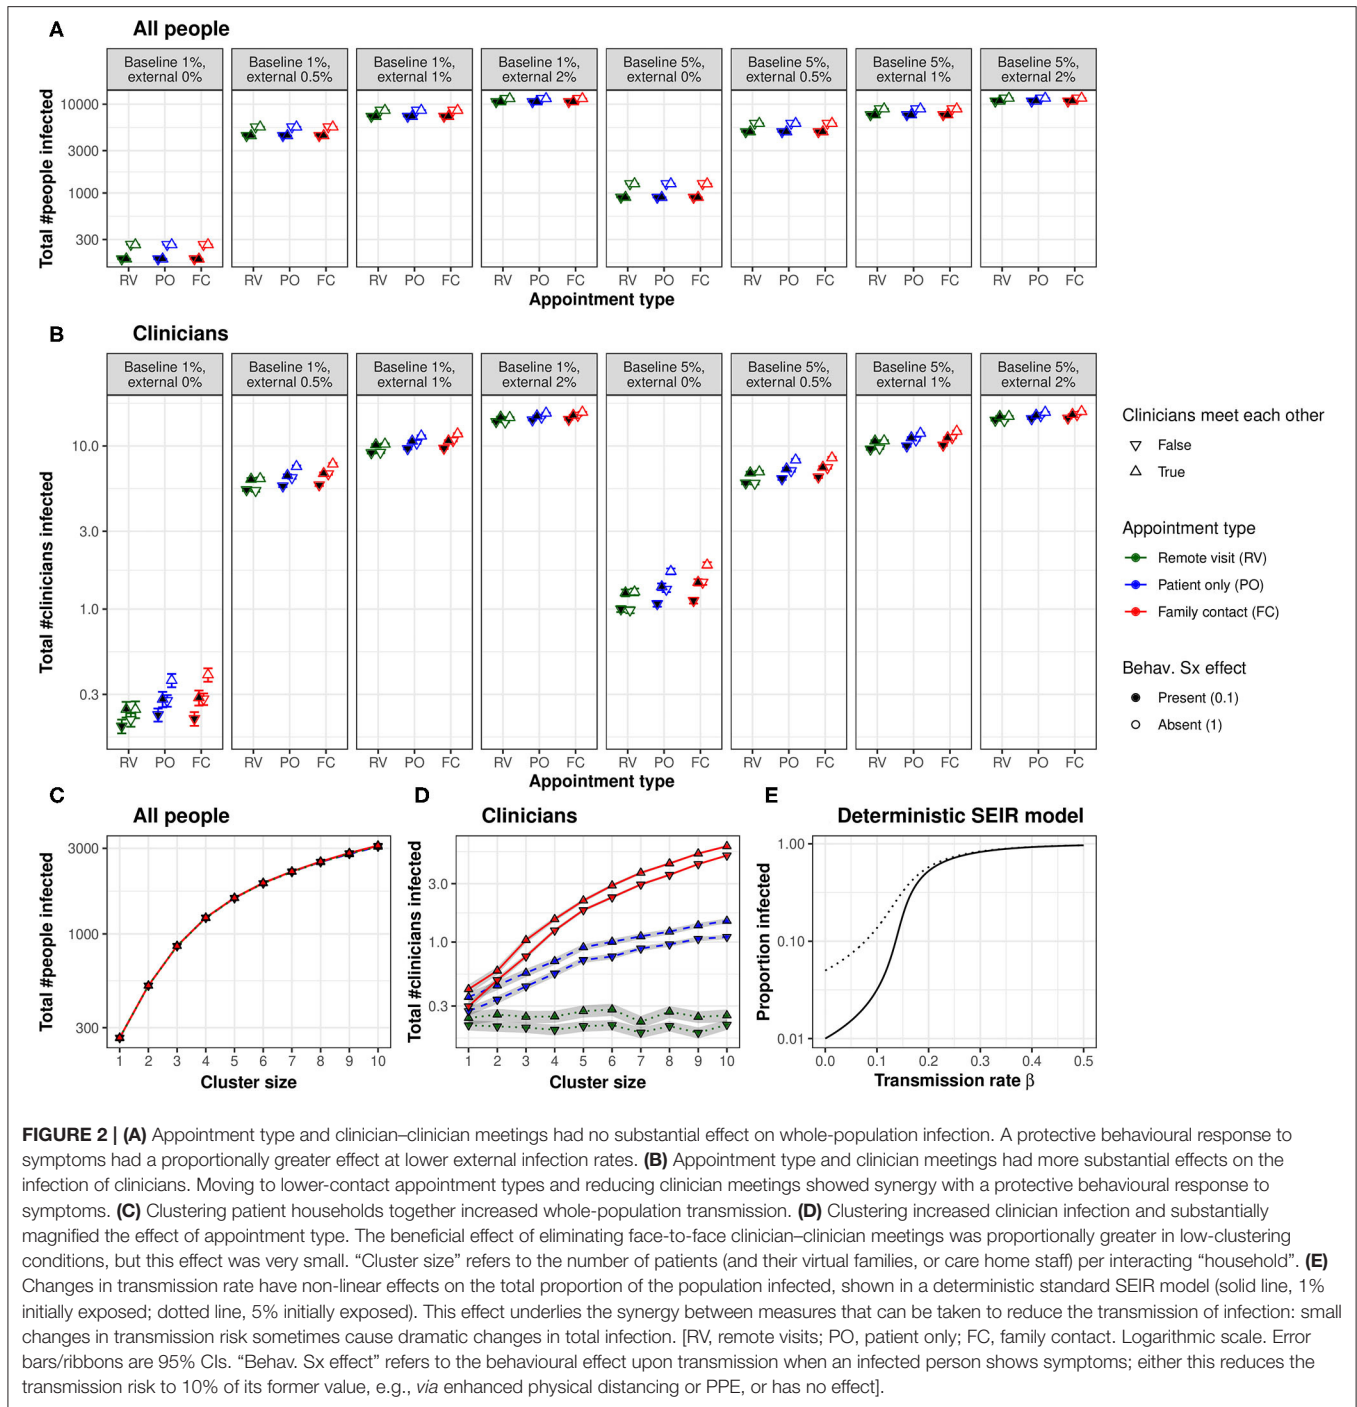 A All people
Baseline 1%, external 0%
Baseline 1%, external 0.5%
Baseline 1%, external 1%
Baseline 1%, external 2%
Baseline 5%, external 0%
Baseline 5%, external 0.5%
Baseline 5%, external 1%
Baseline 5%, external 2%
Total #people infected
10000
3000
1000
300
RV PO FC RV PO FC RV PO FC RV PO FC RV PO FC RV PO FC RV PO FC RV PO FC
Appointment type
B Clinicians
Baseline 1%, external 0%
Baseline 1%, external 0.5%
Baseline 1%, external 1%
Baseline 1%, external 2%
Baseline 5%, external 0%
Baseline 5%, external 0.5%
Baseline 5%, external 1%
Baseline 5%, external 2%
Total #clinicians infected
10.0
3.0
1.0
0.3
RV PO FC RV PO FC RV PO FC RV PO FC RV PO FC RV PO FC RV PO FC RV PO FC
Appointment type
Clinicians meet each other
False
True
Appointment type
Remote visit (RV)
Patient only (PO)
Family contact (FC)
Behav. Sx effect
Present (0.1)
Absent (1)
C All people
Total #people infected
3000
1000
300
1 2 3 4 5 6 7 8 9 10
Cluster size
D Clinicians
Total #clinicians infected
3.0
1.0
0.3
1 2 3 4 5 6 7 8 9 10
Cluster size
E Deterministic SEIR model
Proportion infected
1.00
0.10
0.01
0.0 0.1 0.2 0.3 0.4 0.5
Transmission rate β
FIGURE 2 | (A) Appointment type and clinician–clinician meetings had no substantial effect on whole-population infection. A protective behavioural response to
symptoms had a proportionally greater effect at lower external infection rates. (B) Appointment type and clinician meetings had more substantial effects on the
infection of clinicians. Moving to lower-contact appointment types and reducing clinician meetings showed synergy with a protective behavioural response to
symptoms. (C) Clustering patient households together increased whole-population transmission. (D) Clustering increased clinician infection and substantially
magnified the effect of appointment type. The beneficial effect of eliminating face-to-face clinician–clinician meetings was proportionally greater in low-clustering
conditions, but this effect was very small. “Cluster size” refers to the number of patients (and their virtual families, or care home staff) per interacting “household”. (E)
Changes in transmission rate have non-linear effects on the total proportion of the population infected, shown in a deterministic standard SEIR model (solid line, 1%
initially exposed; dotted line, 5% initially exposed). This effect underlies the synergy between measures that can be taken to reduce the transmission of infection: small
changes in transmission risk sometimes cause dramatic changes in total infection. [RV, remote visits; PO, patient only; FC, family contact. Logarithmic scale. Error
bars/ribbons are 95% CIs. “Behav. Sx effect” refers to the behavioural effect upon transmission when an infected person shows symptoms; either this reduces the
transmission risk to 10% of its former value, e.g., via enhanced physical distancing or PPE, or has no effect].